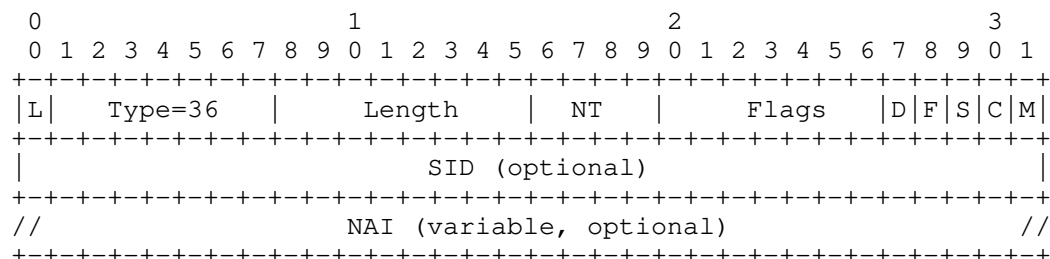 0                   1                   2                   3
 0 1 2 3 4 5 6 7 8 9 0 1 2 3 4 5 6 7 8 9 0 1 2 3 4 5 6 7 8 9 0 1
+-+-+-+-+-+-+-+-+-+-+-+-+-+-+-+-+-+-+-+-+-+-+-+-+-+-+-+-+-+-+-+-+
|L|   Type=36   |     Length    |   NT  |     Flags     |D|F|S|C|M|
+-+-+-+-+-+-+-+-+-+-+-+-+-+-+-+-+-+-+-+-+-+-+-+-+-+-+-+-+-+-+-+-+
|                         SID (optional)                        |
+-+-+-+-+-+-+-+-+-+-+-+-+-+-+-+-+-+-+-+-+-+-+-+-+-+-+-+-+-+-+-+-+
//                   NAI (variable, optional)                  //
+-+-+-+-+-+-+-+-+-+-+-+-+-+-+-+-+-+-+-+-+-+-+-+-+-+-+-+-+-+-+-+-+